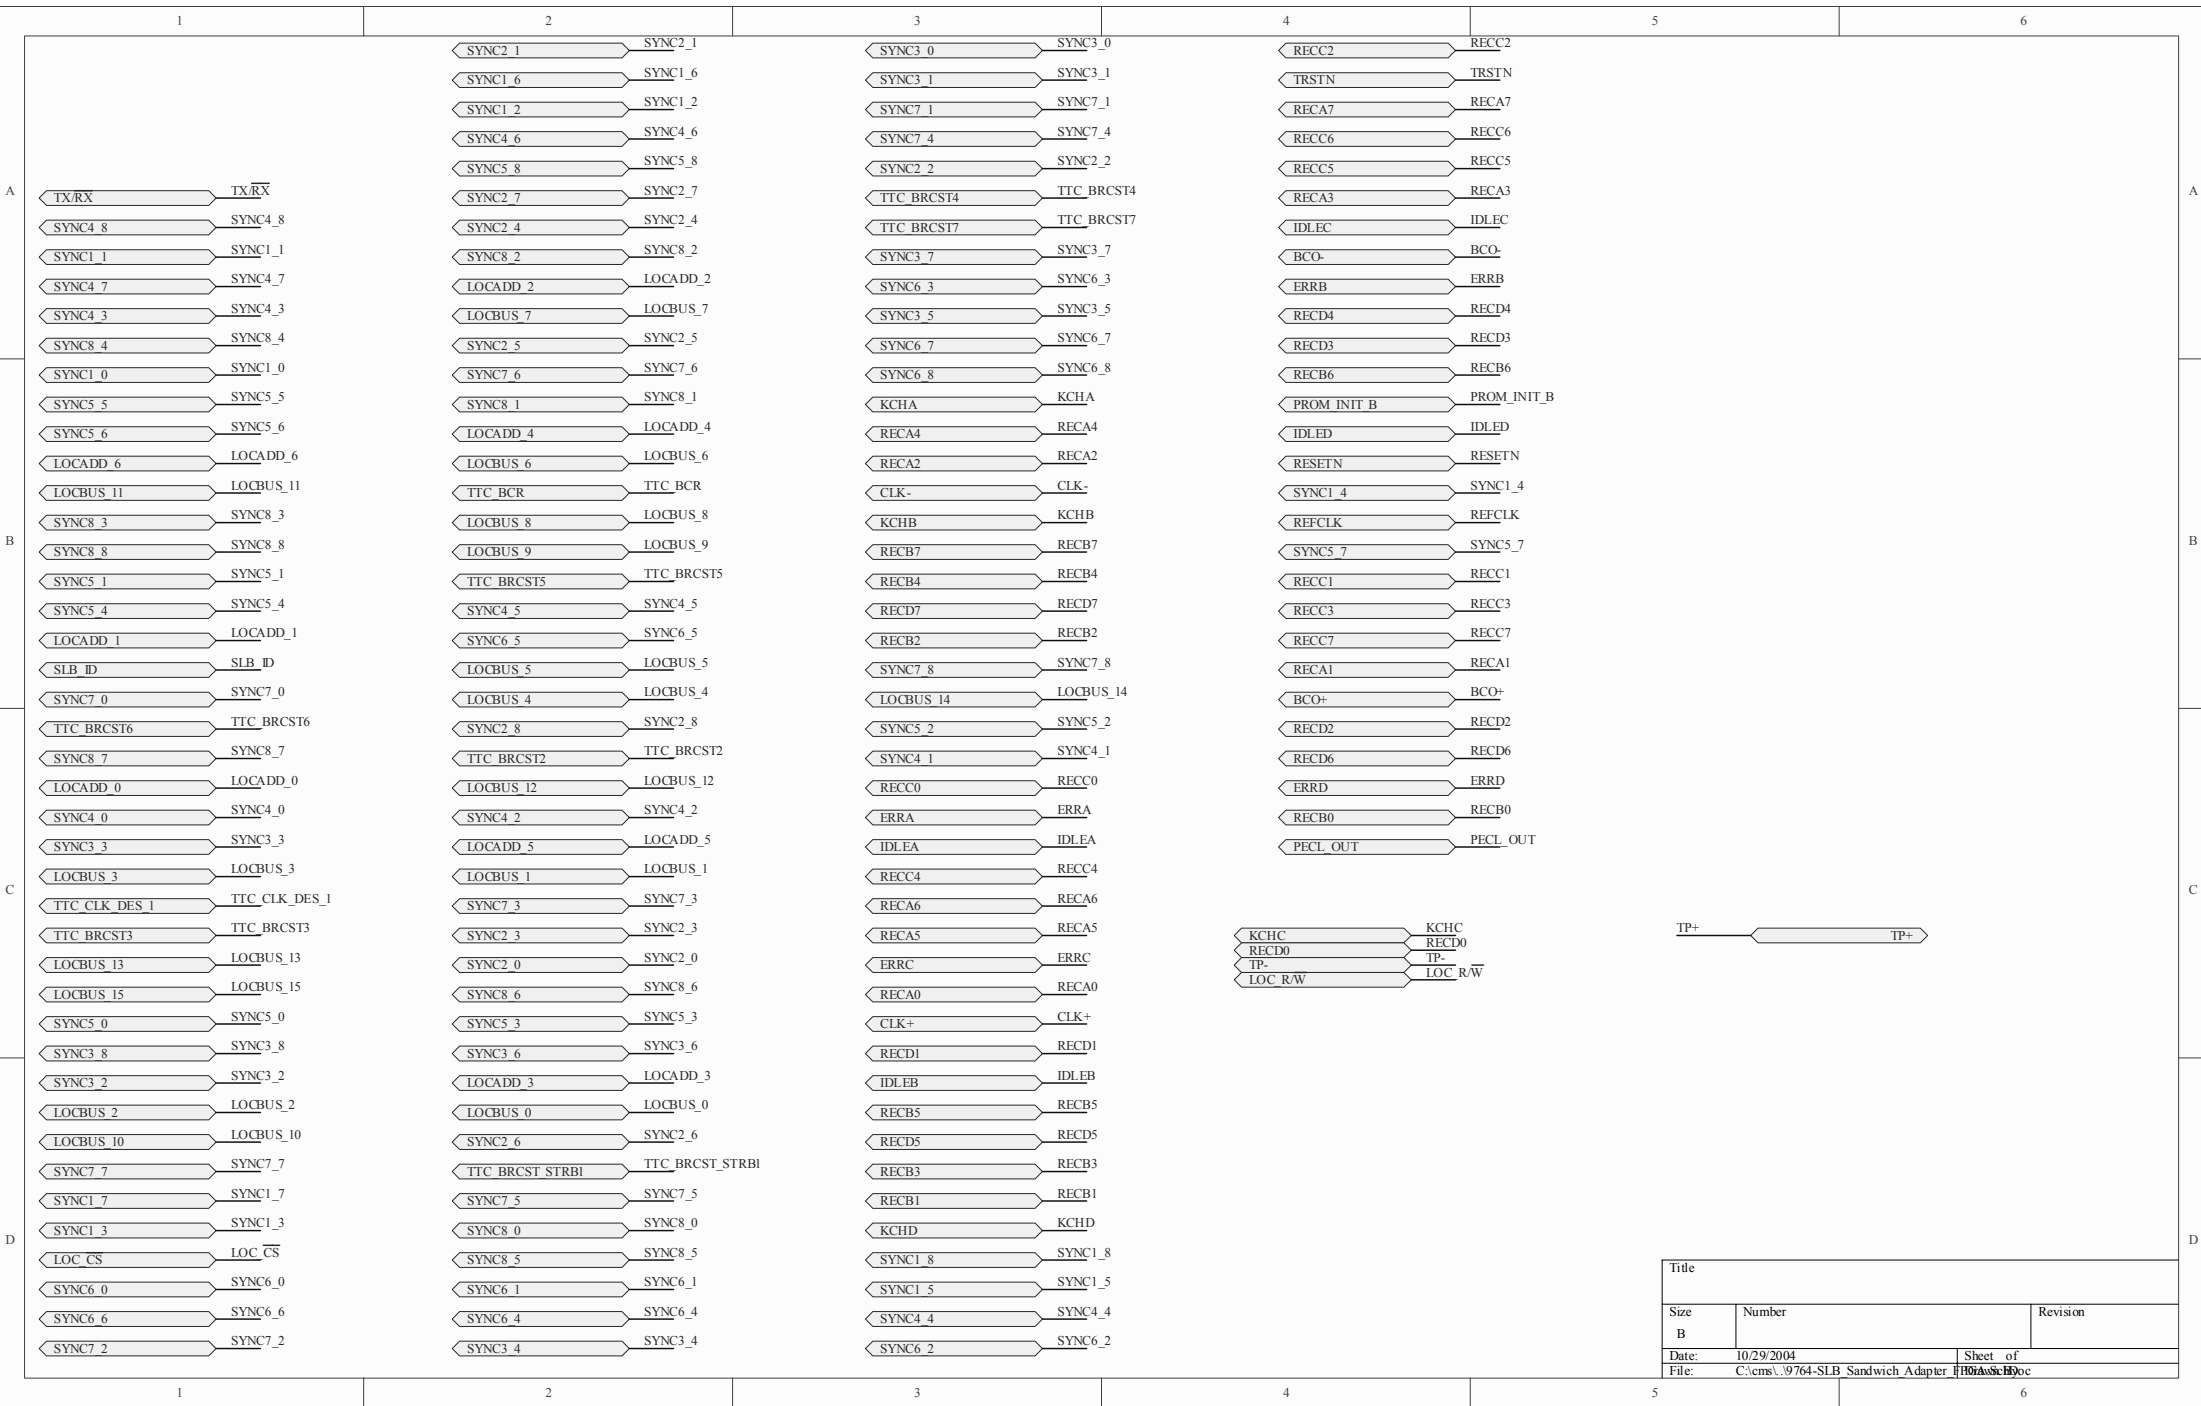 1 2 3 4 5 6
A
B
C
D
TX/RX TX/RX
SYNC4_8 SYNC4_8
SYNC1_1 SYNC1_1
SYNC4_7 SYNC4_7
SYNC4_3 SYNC4_3
SYNC8_4 SYNC8_4
SYNC1_0 SYNC1_0
SYNC5_5 SYNC5_5
SYNC5_6 SYNC5_6
LOCADD_6 LOCADD_6
LOCBUS_11 LOCBUS_11
SYNC8_3 SYNC8_3
SYNC8_8 SYNC8_8
SYNC5_1 SYNC5_1
SYNC5_4 SYNC5_4
LOCADD_1 LOCADD_1
SLB_ID SLB_ID
SYNC7_0 SYNC7_0
TTC_BRCST6 TTC_BRCST6
SYNC8_7 SYNC8_7
LOCADD_0 LOCADD_0
SYNC4_0 SYNC4_0
SYNC3_3 SYNC3_3
LOCBUS_3 LOCBUS_3
TTC_CLK_DES_1 TTC_CLK_DES_1
TTC_BRCST3 TTC_BRCST3
LOCBUS_13 LOCBUS_13
LOCBUS_15 LOCBUS_15
SYNC5_0 SYNC5_0
SYNC3_8 SYNC3_8
SYNC3_2 SYNC3_2
LOCBUS_2 LOCBUS_2
LOCBUS_10 LOCBUS_10
SYNC7_7 SYNC7_7
SYNC1_7 SYNC1_7
SYNC1_3 SYNC1_3
LOC_CS LOC_CS
SYNC6_0 SYNC6_0
SYNC6_6 SYNC6_6
SYNC7_2 SYNC7_2
SYNC2_1 SYNC2_1
SYNC1_6 SYNC1_6
SYNC1_2 SYNC1_2
SYNC4_6 SYNC4_6
SYNC5_8 SYNC5_8
SYNC2_7 SYNC2_7
SYNC2_4 SYNC2_4
SYNC8_2 SYNC8_2
LOCADD_2 LOCADD_2
LOCBUS_7 LOCBUS_7
SYNC2_5 SYNC2_5
SYNC7_6 SYNC7_6
SYNC8_1 SYNC8_1
LOCADD_4 LOCADD_4
LOCBUS_6 LOCBUS_6
TTC_BCR TTC_BCR
LOCBUS_8 LOCBUS_8
LOCBUS_9 LOCBUS_9
TTC_BRCST5 TTC_BRCST5
SYNC4_5 SYNC4_5
SYNC6_5 SYNC6_5
LOCBUS_5 LOCBUS_5
LOCBUS_4 LOCBUS_4
SYNC2_8 SYNC2_8
TTC_BRCST2 TTC_BRCST2
LOCBUS_12 LOCBUS_12
SYNC4_2 SYNC4_2
LOCADD_5 LOCADD_5
LOCBUS_1 LOCBUS_1
SYNC7_3 SYNC7_3
SYNC2_3 SYNC2_3
SYNC2_0 SYNC2_0
SYNC8_6 SYNC8_6
SYNC5_3 SYNC5_3
SYNC3_6 SYNC3_6
LOCADD_3 LOCADD_3
LOCBUS_0 LOCBUS_0
SYNC2_6 SYNC2_6
TTC_BRCST_STRB1 TTC_BRCST_STRB1
SYNC7_5 SYNC7_5
SYNC8_0 SYNC8_0
SYNC8_5 SYNC8_5
SYNC6_1 SYNC6_1
SYNC6_4 SYNC6_4
SYNC3_4 SYNC3_4
SYNC3_0 SYNC3_0
SYNC3_1 SYNC3_1
SYNC7_1 SYNC7_1
SYNC7_4 SYNC7_4
SYNC2_2 SYNC2_2
TTC_BRCST4 TTC_BRCST4
TTC_BRCST7 TTC_BRCST7
SYNC3_7 SYNC3_7
SYNC6_3 SYNC6_3
SYNC3_5 SYNC3_5
SYNC6_7 SYNC6_7
SYNC6_8 SYNC6_8
KCHA KCHA
RECA4 RECA4
RECA2 RECA2
CLK- CLK-
KCHB KCHB
RECB7 RECB7
RECB4 RECB4
RECD7 RECD7
RECB2 RECB2
SYNC7_8 SYNC7_8
LOCBUS_14 LOCBUS_14
SYNC5_2 SYNC5_2
SYNC4_1 SYNC4_1
RECC0 RECC0
ERRA ERRA
IDLEA IDLEA
RECC4 RECC4
RECA6 RECA6
RECA5 RECA5
ERRC ERRC
RECA0 RECA0
CLK+ CLK+
RECD1 RECD1
IDLEB IDLEB
RECB5 RECB5
RECD5 RECD5
RECB3 RECB3
RECB1 RECB1
KCHD KCHD
SYNC1_8 SYNC1_8
SYNC1_5 SYNC1_5
SYNC4_4 SYNC4_4
SYNC6_2 SYNC6_2
RECC2 RECC2
TRSTN TRSTN
RECA7 RECA7
RECC6 RECC6
RECC5 RECC5
RECA3 RECA3
IDLEC IDLEC
BCO- BCO-
ERRB ERRB
RECD4 RECD4
RECD3 RECD3
RECB6 RECB6
PROM_INIT_B PROM_INIT_B
IDLED IDLED
RESETN RESETN
SYNC1_4 SYNC1_4
REFCLK REFCLK
SYNC5_7 SYNC5_7
RECC1 RECC1
RECC3 RECC3
RECC7 RECC7
RECA1 RECA1
BCO+ BCO+
RECD2 RECD2
RECD6 RECD6
ERRD ERRD
RECB0 RECB0
PECL_OUT PECL_OUT
KCHC KCHC
RECD0 RECD0
TP- TP-
LOC_R/W LOC_R/W
TP+ TP+
A
B
C
D
Title
Size Number Revision
B
Date: 10/29/2004 Sheet of
File: C:\cms\..\9764-SLB_Sandwich_Adapter_
1 2 3 4 5 6